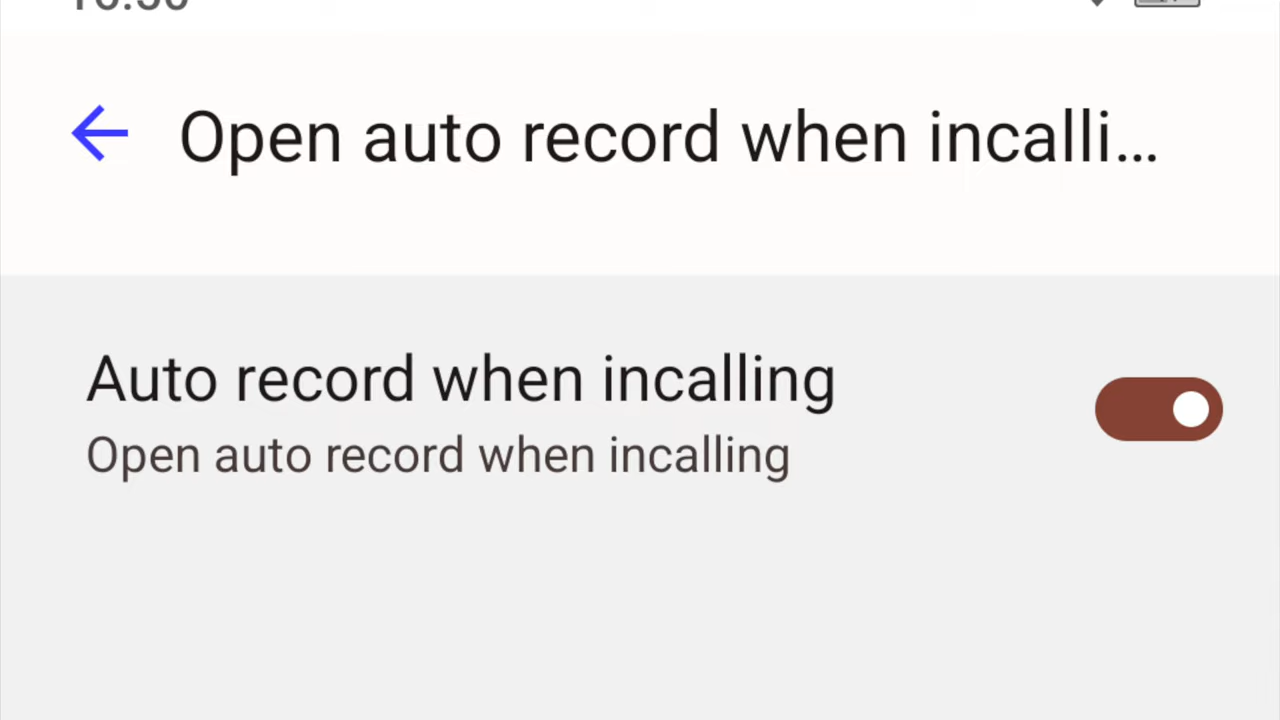 Open auto record when incalli...
Auto record when incalling
Open auto record when incalling